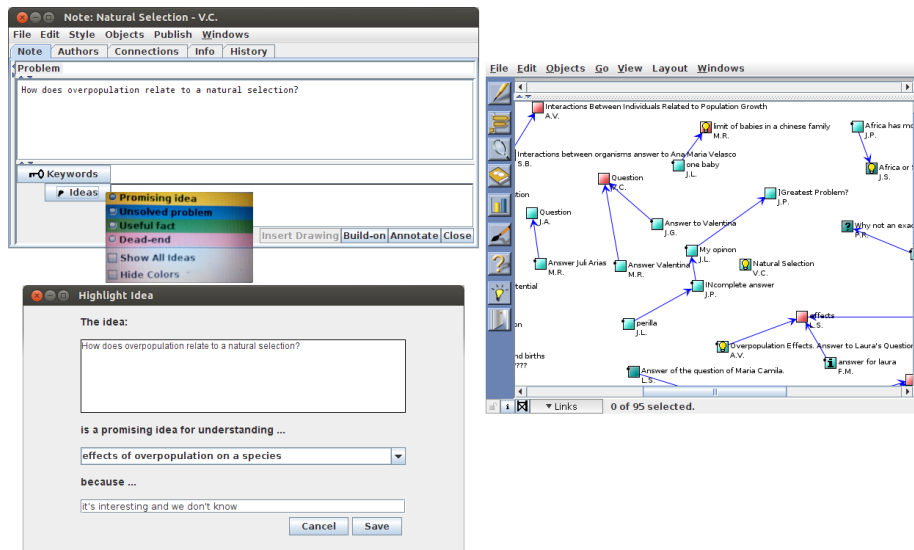 Note: Natural Selection - V.C.
File Edit Style Objects Publish Windows
Note Authors Connections Info History
Problem
How does overpopulation relate to a natural selection?
Keywords
Ideas
Promising idea
Unsolved problem
Useful fact
Dead-end
Show All Ideas
Hide Colors
Insert Drawing Build-on Annotate Close
Highlight Idea
The idea:
How does overpopulation relate to a natural selection?
is a promising idea for understanding ...
effects of overpopulation on a species
because ...
it's interesting and we don't know
Cancel Save
File Edit Objects Go View Layout Windows
Interactions Between Individuals Related to Population Growth
A.V.
limit of babies in a chinese family
M.R.
Africa has mo
J.P.
Interactions between organisms answer to Ana Maria Velasco
S.B.
one baby
J.L.
Africa or
J.S.
Question
V.C.
stion
]Greatest Problem?
J.P.
Question
J.A.
Answer to Valentina
J.G.
Why not an exac
P.R.
My opinon
J.L.
Answer Juli Arias
M.R.
Answer Valentina
M.R.
Natural Selection
V.C.
tential
INcomplete answer
J.P.
effects
L.S.
on
perilla
J.L.
Overpopulation Effects. Answer to Laura's Question
A.V.
nd births
????
answer for laura
F.M.
Answer of the question of Maria Camila.
L.S.
Links
0 of 95 selected.